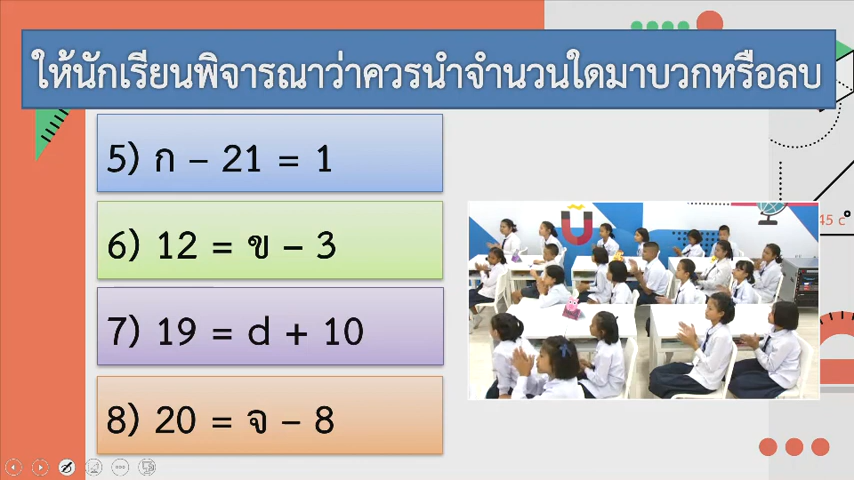 ให้นักเรียนพิจารณาว่าควรนำจำนวนใดมาบวกหรือลบ
5) ก – 21 = 1
6) 12 = ข – 3
7) 19 = d + 10
8) 20 = จ – 8
45 c